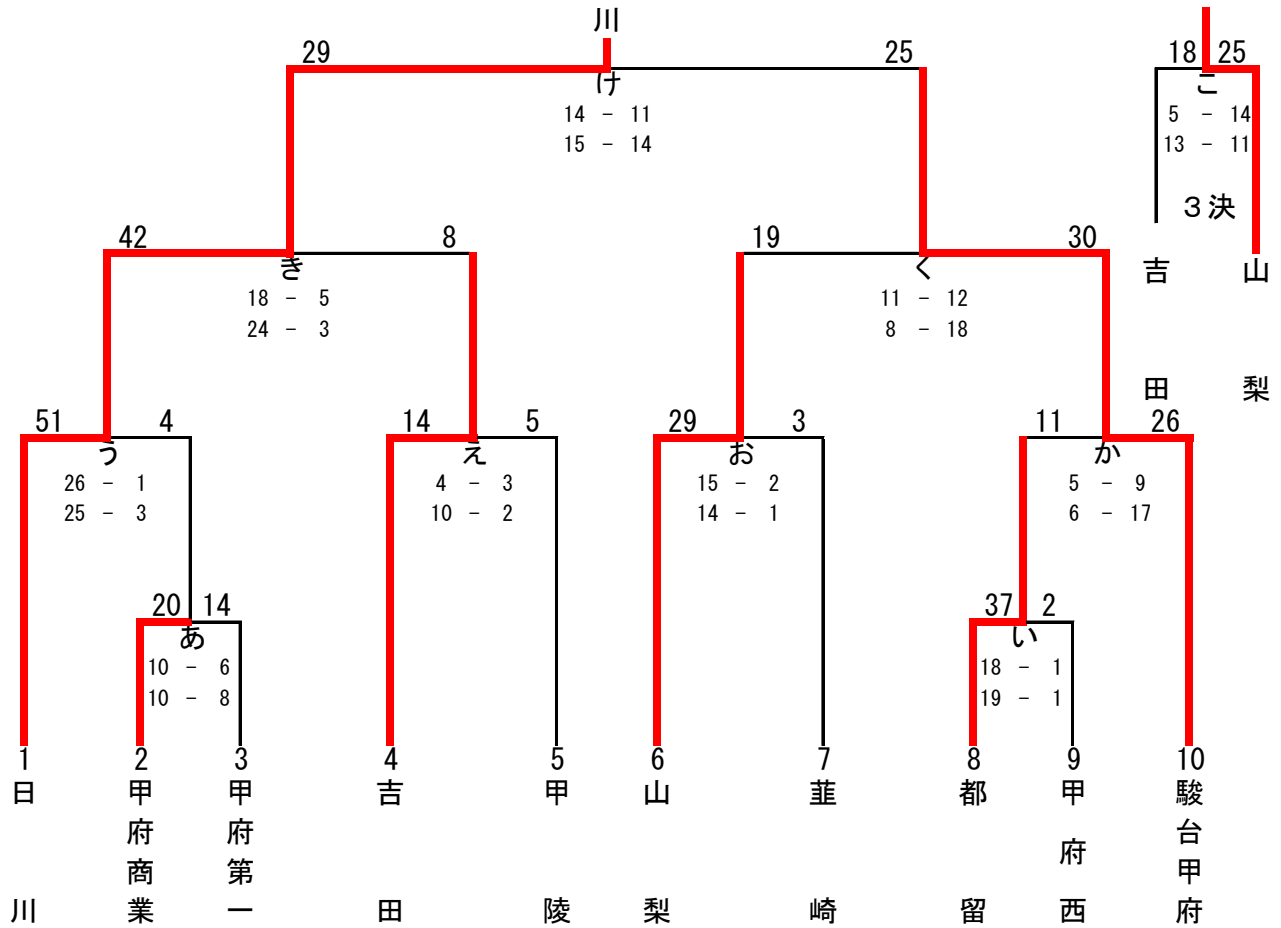 川
29 25
け
14 － 11
15 － 14
18 25
こ
5 － 14
13 － 11
３決
吉田
山梨
42 8
き
18 － 5
24 － 3
19 30
く
11 － 12
8 － 18
51 4
う
26 － 1
25 － 3
14 5
え
4 － 3
10 － 2
29 3
お
15 － 2
14 － 1
11 26
か
5 － 9
6 － 17
20 14
あ
10 － 6
10 － 8
37 2
い
18 － 1
19 － 1
1 2 3 4 5 6 7 8 9 10
日川
甲府商業
甲府第一
吉田
甲陵
山梨
韮崎
都留
甲府西
駿台甲府